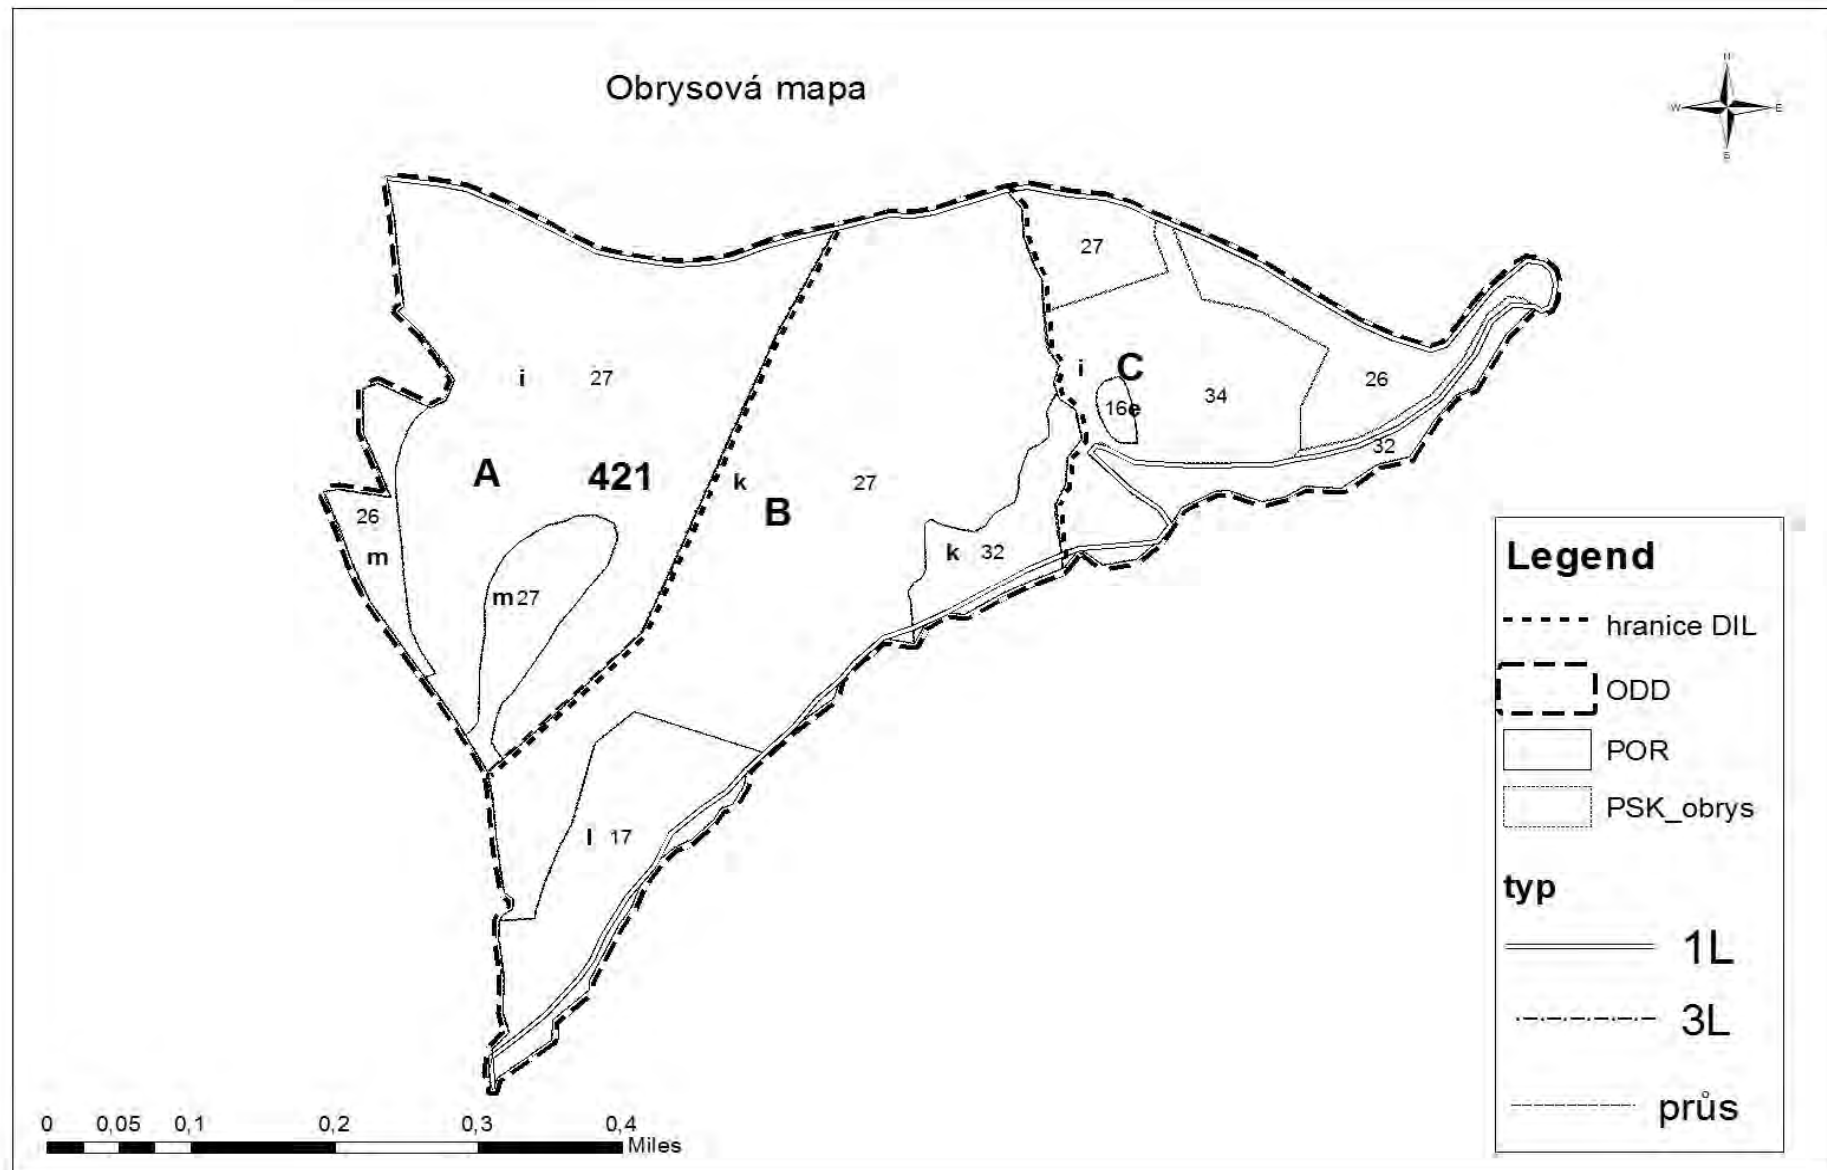 Obrysová mapa
N
W E
S
27
i 27
i C
26
16e 34
32
A 421
k 27
B
26
m
k 32
m 27
l 17
Legend
hranice DIL
ODD
POR
PSK_obrys
typ
1L
3L
průs
0 0,05 0,1 0,2 0,3 0,4
Miles